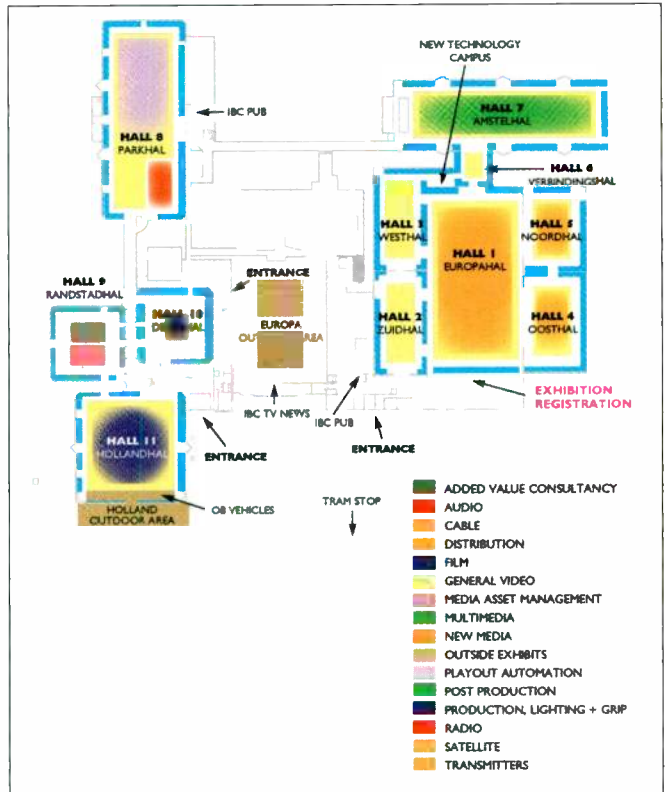 NEW TECHNOLOGY
CAMPUS
IBC PUB
HALL 7
AMSTELHAL
HALL 8
PARKHAL
HALL 6
VERBINDINGSHAL
HALL 3
WESTHAL
HALL 5
NOORDHAL
HALL 1
EUROPAHAL
HALL 9
RANDSTADHAL
ENTRANCE
HALL 10
EUROPA
OUTDOOR AREA
HALL 2
ZUIDHAL
HALL 4
OOSTHAL
EXHIBITION
REGISTRATION
IBC TV NEWS
IBC PUB
ENTRANCE
ENTRANCE
HALL 11
HOLLANDHAL
OB VEHICLES
TRAM STOP
HOLLAND
OUTDOOR AREA
ADDED VALUE CONSULTANCY
AUDIO
CABLE
DISTRIBUTION
FILM
GENERAL VIDEO
MEDIA ASSET MANAGEMENT
MULTIMEDIA
NEW MEDIA
OUTSIDE EXHIBITS
PLAYOUT AUTOMATION
POST PRODUCTION
PRODUCTION, LIGHTING + GRIP
RADIO
SATELLITE
TRANSMITTERS